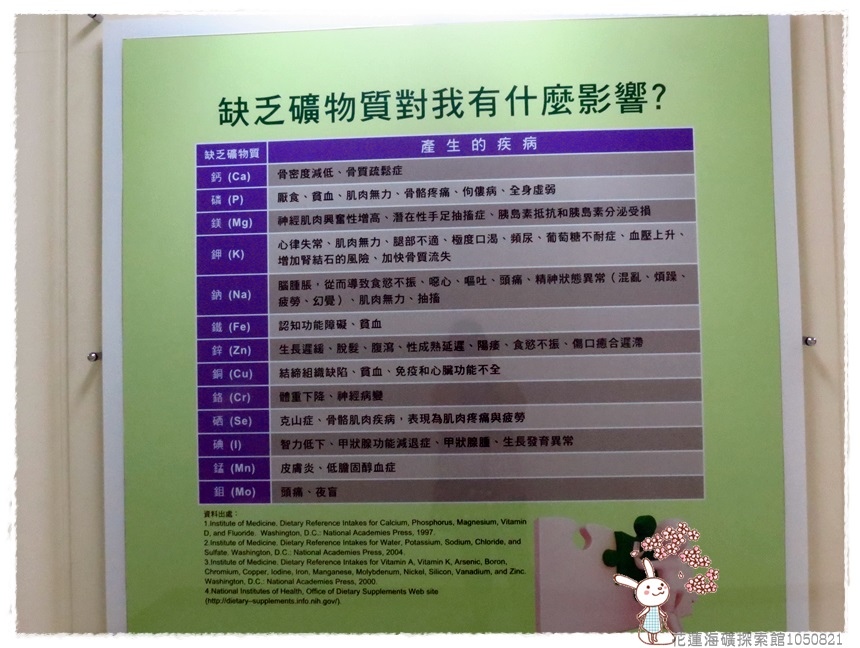 缺乏礦物質對我有什麼影響?
缺乏礦物質 產生的疾病
鈣 (Ca) 骨密度減低、骨質疏鬆症
磷 (P) 厭食、貧血、肌肉無力、骨骼疼痛、佝僂病、全身虛弱
鎂 (Mg) 神經肌肉興奮性增高、潛在性手足抽搐症、胰島素抵抗和胰島素分泌受損
鉀 (K) 心律失常、肌肉無力、腿部不適、極度口渴、頻尿、葡萄糖不耐症、血壓上升、
增加腎結石的風險、加快骨質流失
鈉 (Na) 腦腫脹，從而導致食慾不振、噁心、嘔吐、頭痛、精神狀態異常（混亂、煩躁、
疲勞、幻覺）、肌肉無力、抽搐
鐵 (Fe) 認知功能障礙、貧血
鋅 (Zn) 生長遲緩、脫髮、腹瀉、性成熟延遲、陽痿、食慾不振、傷口癒合遲滯
銅 (Cu) 結締組織缺陷、貧血、免疫和心臟功能不全
鉻 (Cr) 體重下降、神經病變
硒 (Se) 克山症、骨骼肌肉疾病，表現為肌肉疼痛與疲勞
碘 (I) 智力低下、甲狀腺功能減退症、甲狀腺腫、生長發育異常
錳 (Mn) 皮膚炎、低膽固醇血症
鉬 (Mo) 頭痛、夜盲
資料出處：
1.Institute of Medicine. Dietary Reference Intakes for Calcium, Phosphorus, Magnesium, Vitamin
D, and Fluoride. Washington, D.C.: National Academies Press, 1997.
2.Institute of Medicine. Dietary Reference Intakes for Water, Potassium, Sodium, Chloride, and
Sulfate. Washington, D.C.: National Academies Press, 2004.
3.Institute of Medicine. Dietary Reference Intakes for Vitamin A, Vitamin K, Arsenic, Boron,
Chromium, Copper, Iodine, Iron, Manganese, Molybdenum, Nickel, Silicon, Vanadium, and Zinc.
Washington, D.C.: National Academies Press, 2000.
4.National Institutes of Health, Office of Dietary Supplements Web site
(http://dietary-supplements.info.nih.gov/).
花蓮海礦探索館1050821